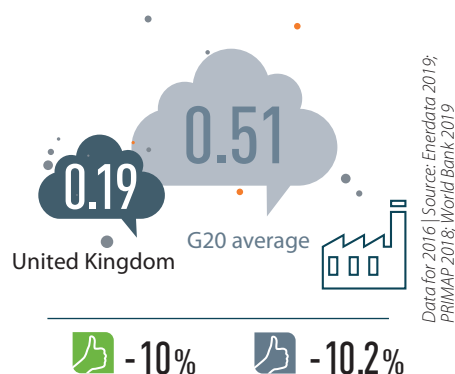 0.51
0.19
G20 average
United Kingdom
Data for 2016 | Source: Enerdata 2019;
PRIMAP 2018; World Bank 2019
-10%
-10.2%